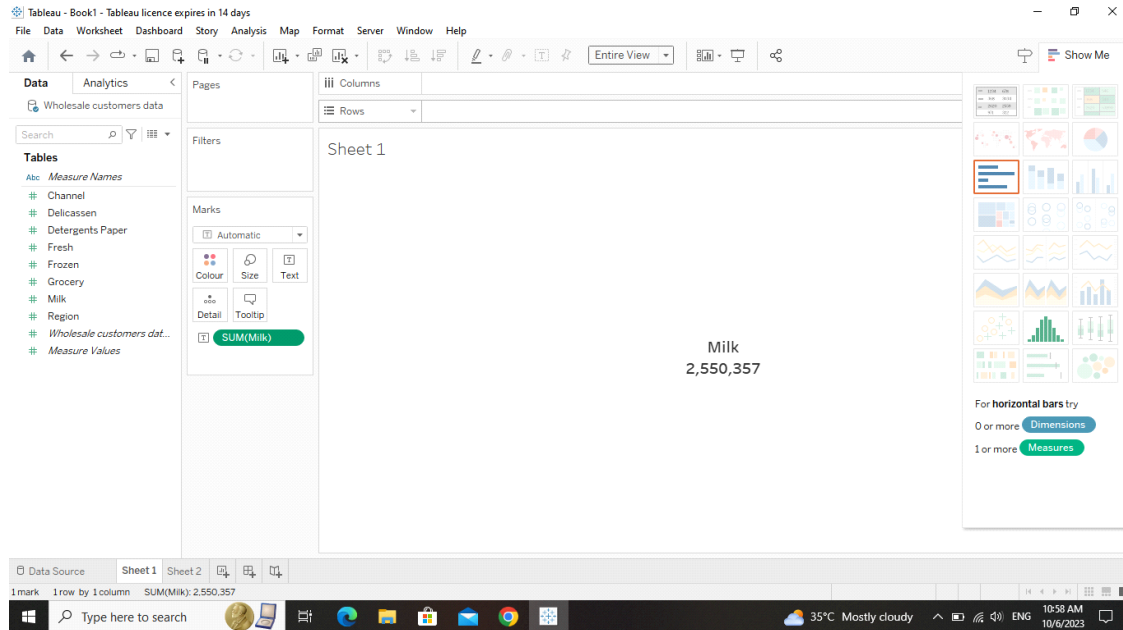 Tableau - Book1 - Tableau licence expires in 14 days
File Data Worksheet Dashboard Story Analysis Map Format Server Window Help
Entire View
Show Me
Data Analytics
Wholesale customers data
Search
Tables
Abc Measure Names
# Channel
# Delicassen
# Detergents Paper
# Fresh
# Frozen
# Grocery
# Milk
# Region
# Wholesale customers dat...
# Measure Values
Pages
Filters
Marks
T Automatic
Colour Size Text
Detail Tooltip
T SUM(Milk)
Columns
Rows
Sheet 1
Milk
2,550,357
For horizontal bars try
0 or more Dimensions
1 or more Measures
Data Source Sheet 1 Sheet 2
1 mark 1 row by 1 column SUM(Milk): 2,550,357
Type here to search
35°C Mostly cloudy
ENG
10:58 AM
10/6/2023